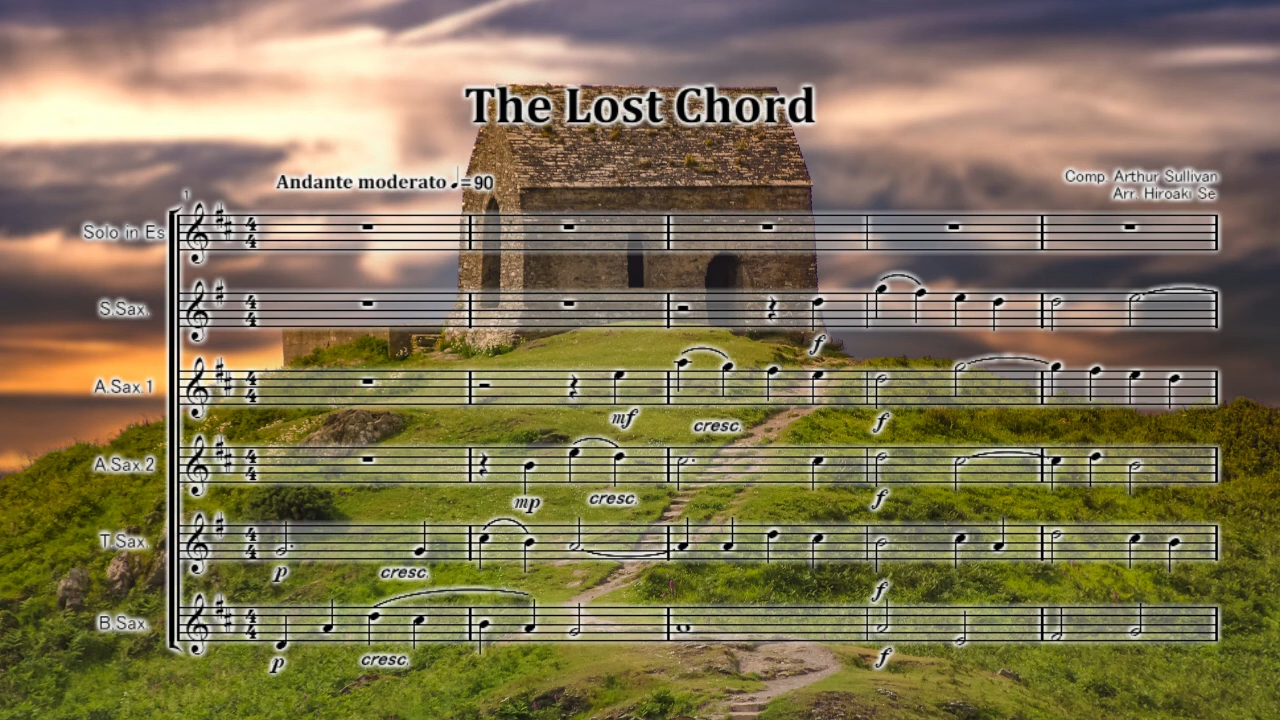 The Lost Chord
Andante moderato ♩=90
Comp. Arthur Sullivan
Arr. Hiroaki Se
1
Solo in Es
S.Sax.
f
A.Sax.1
mf cresc. f
A.Sax.2
mp cresc. f
T.Sax.
p cresc. f
B.Sax.
p cresc. f